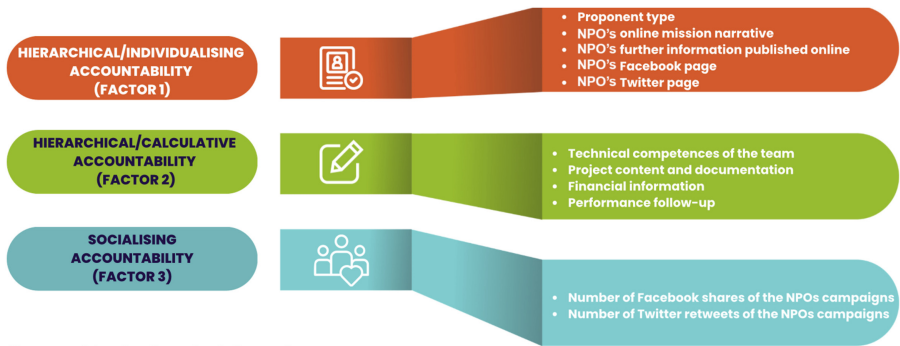 HIERARCHICAL/INDIVIDUALISING
ACCOUNTABILITY
(FACTOR 1)
• Proponent type
• NPO's online mission narrative
• NPO's further information published online
• NPO's Facebook page
• NPO's Twitter page
HIERARCHICAL/CALCULATIVE
ACCOUNTABILITY
(FACTOR 2)
• Technical competences of the team
• Project content and documentation
• Financial information
• Performance follow-up
SOCIALISING
ACCOUNTABILITY
(FACTOR 3)
• Number of Facebook shares of the NPOs campaigns
• Number of Twitter retweets of the NPOs campaigns